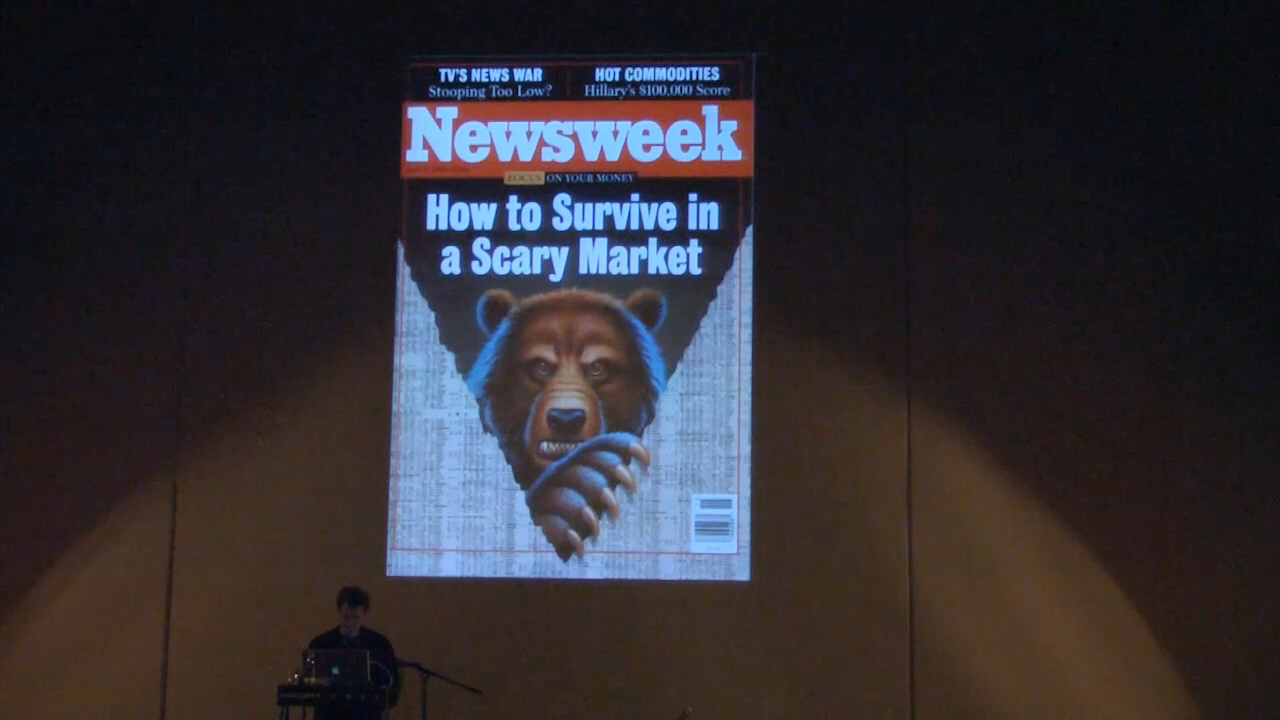 TV'S NEWS WAR
Stooping Too Low?
HOT COMMODITIES
Hillary's $100,000 Score
Newsweek
FOCUS ON YOUR MONEY
How to Survive in
a Scary Market